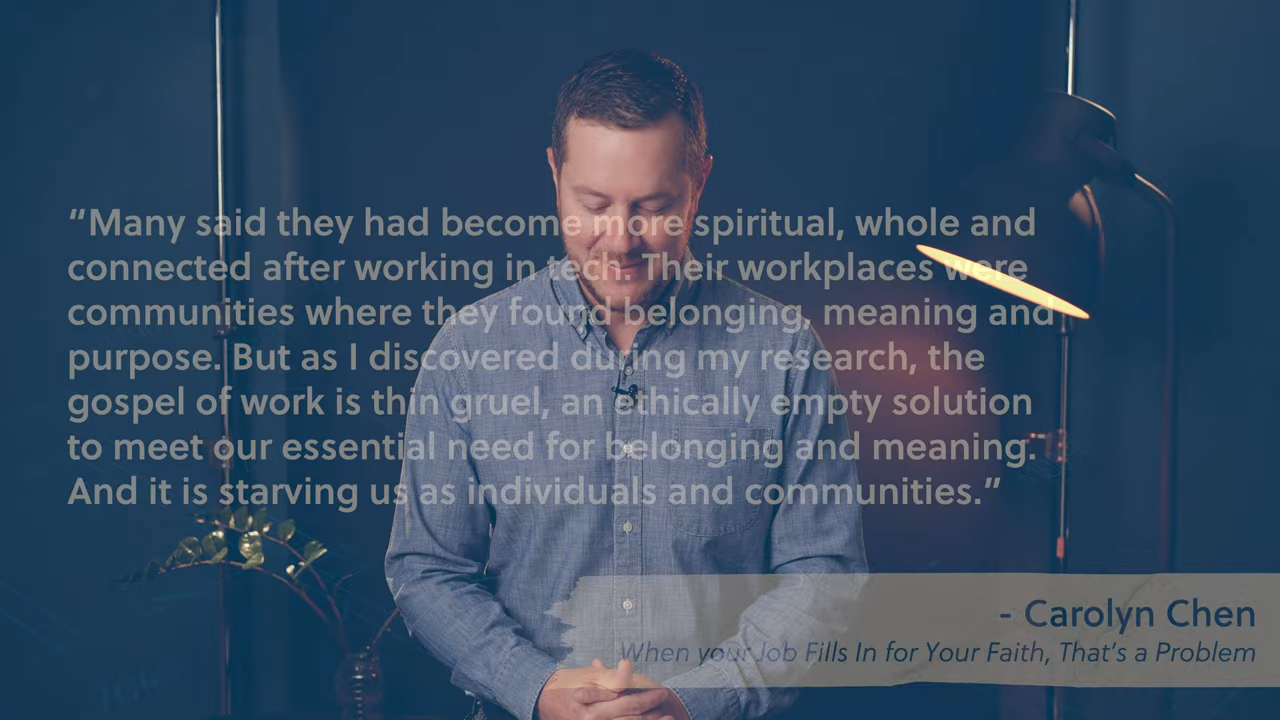 “Many said they had become more spiritual, whole and
connected after working in tech. Their workplaces were
communities where they found belonging, meaning and
purpose. But as I discovered during my research, the
gospel of work is thin gruel, an ethically empty solution
to meet our essential need for belonging and meaning.
And it is starving us as individuals and communities.”
- Carolyn Chen
When your Job Fills In for Your Faith, That’s a Problem